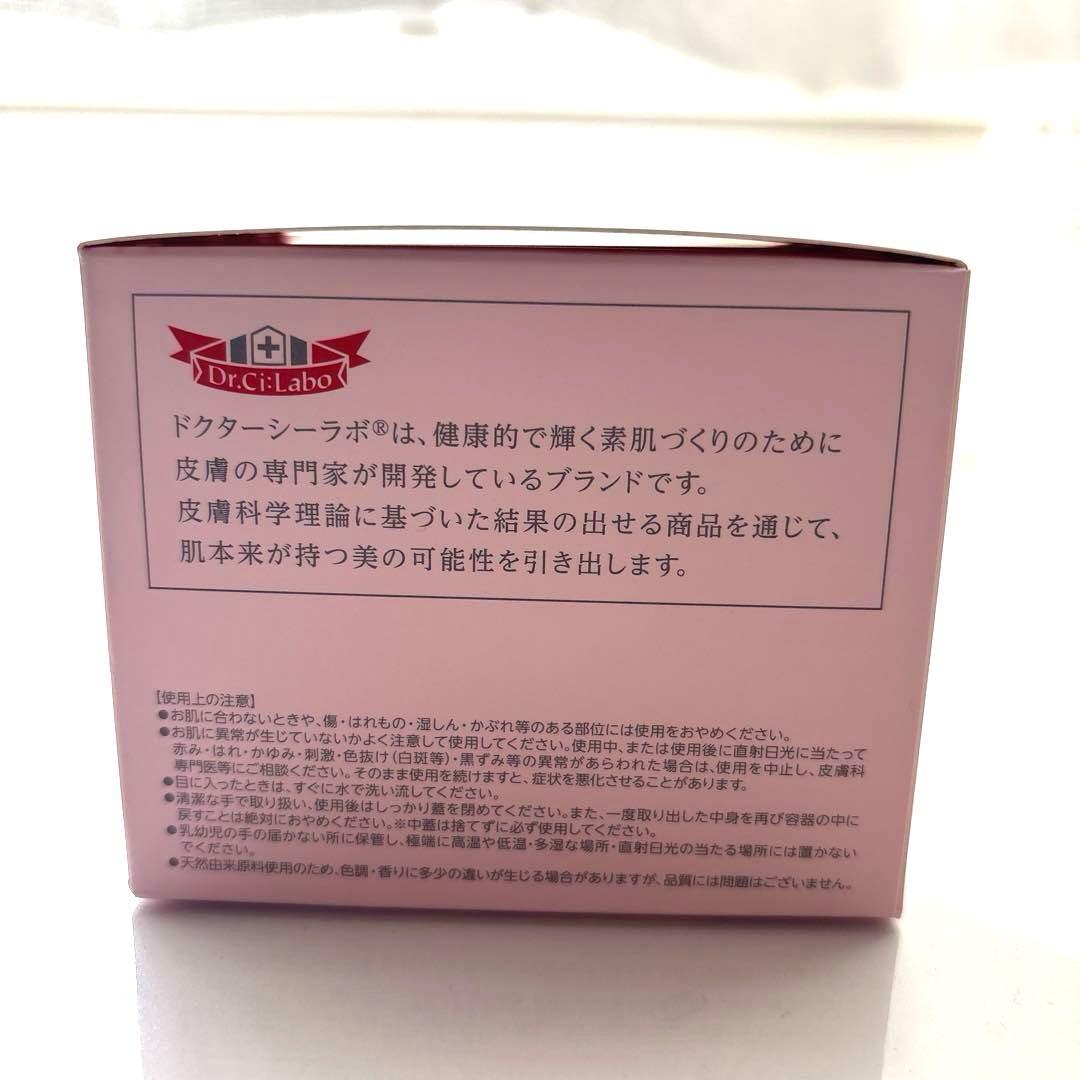 Dr.Ci:Labo
ドクターシーラボ®は、健康的で輝く素肌づくりのために
皮膚の専門家が開発しているブランドです。
皮膚科学理論に基づいた結果の出せる商品を通じて、
肌本来が持つ美の可能性を引き出します。
【使用上の注意】
●お肌に合わないときや、傷・はれもの・湿しん・かぶれ等のある部位には使用をおやめください。
●お肌に異常が生じていないかよく注意して使用してください。使用中、または使用後に直射日光に当たって
赤み・はれ・かゆみ・刺激・色抜け(白斑等)・黒ずみ等の異常があらわれた場合は、使用を中止し、皮膚科
専門医等にご相談ください。そのまま使用を続けますと、症状を悪化させることがあります。
●目に入ったときは、すぐに水で洗い流してください。
●清潔な手で取り扱い、使用後はしっかり蓋を閉めてください。また、一度取り出した中身を再び容器の中に
戻すことは絶対におやめください。※中蓋は捨てずに必ず使用してください。
●乳幼児の手の届かない所に保管し、極端に高温や低温・多湿な場所・直射日光の当たる場所には置かない
でください。
●天然由来原料使用のため、色調・香りに多少の違いが生じる場合がありますが、品質には問題はございません。